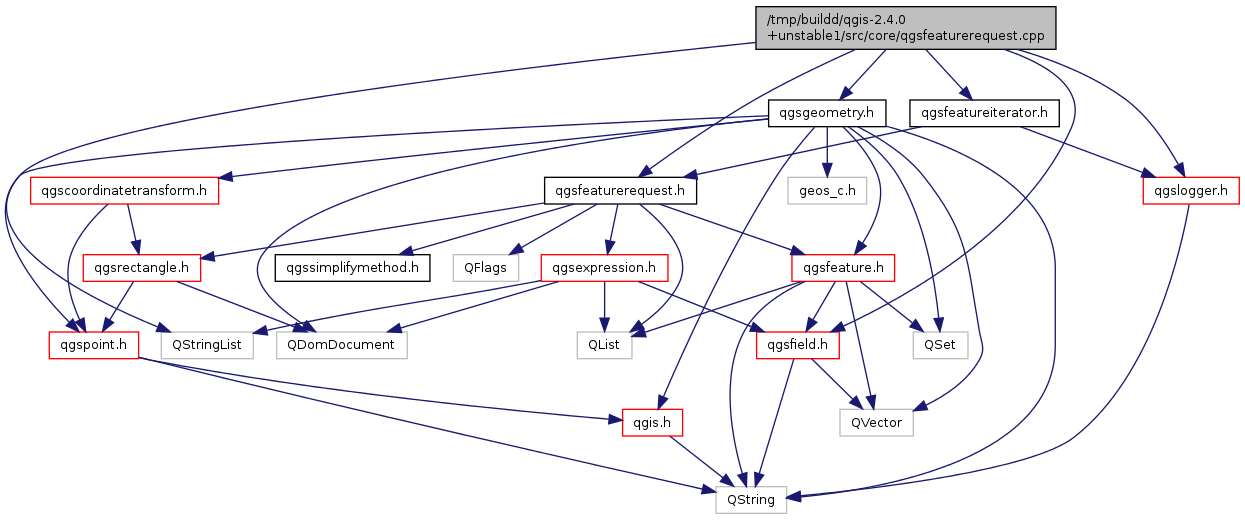 /tmp/buildd/qgis-2.4.0
+unstable1/src/core/qgsfeaturerequest.cpp
qgsgeometry.h
qgsfeatureiterator.h
qgscoordinatetransform.h
qgsfeaturerequest.h
geos_c.h
qgslogger.h
qgsrectangle.h
qgssimplifymethod.h
QFlags
qgsexpression.h
qgsfeature.h
qgspoint.h
QStringList
QDomDocument
QList
qgsfield.h
QSet
qgis.h
QVector
QString